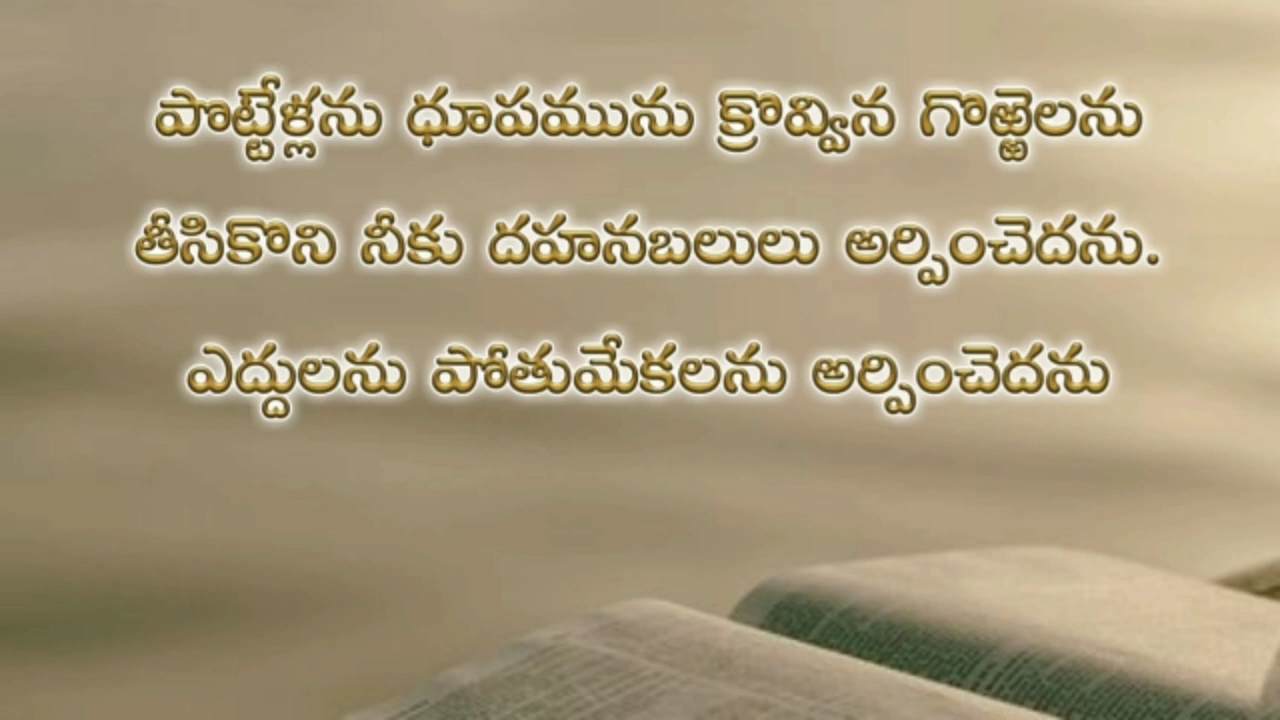 పొట్టేళ్లను ధూపమును క్రొవ్విన గొఱ్ఱెలను
తీసికొని నీకు దహనబలులు అర్పించెదను.
ఎద్దులను పోతుమేకలను అర్పించెదను